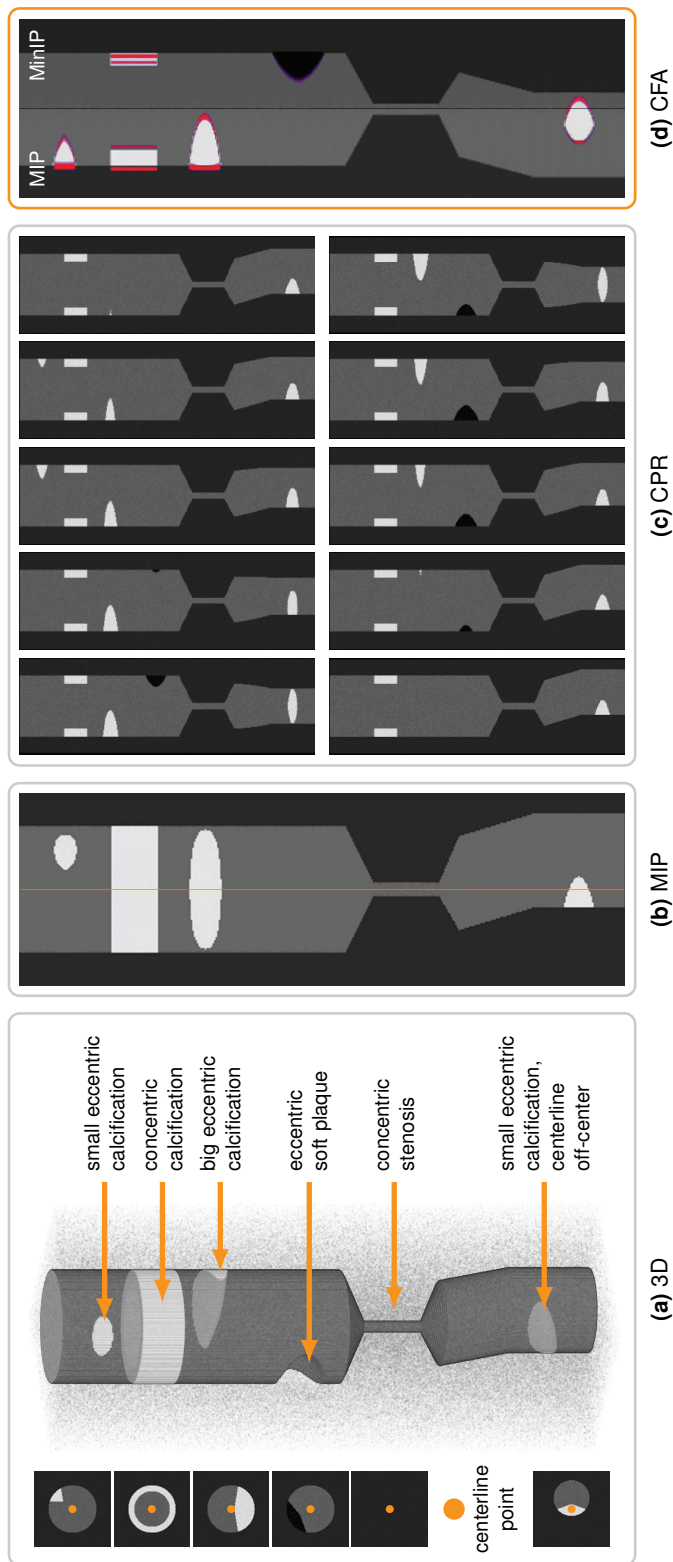 small eccentric
calcification
concentric
calcification
big eccentric
calcification
eccentric
soft plaque
concentric
stenosis
small eccentric
calcification,
centerline
off-center
centerline
point
(a) 3D
(b) MIP
(c) CPR
MIP
MinIP
(d) CFA